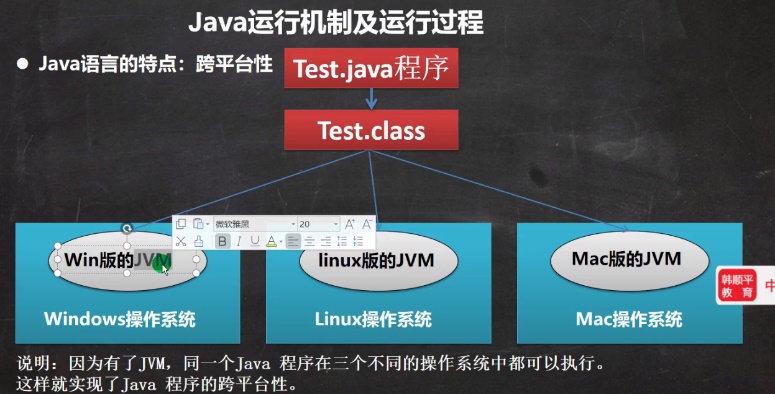 Java运行机制及运行过程
● Java语言的特点：跨平台性
Test.java程序
Test.class
微软雅黑 20 A A
B I U A
Win版的JVM
linux版的JVM
Mac版的JVM
韩顺平
教育
中
Windows操作系统
Linux操作系统
Mac操作系统
说明：因为有了JVM，同一个Java 程序在三个不同的操作系统中都可以执行。
这样就实现了Java 程序的跨平台性。